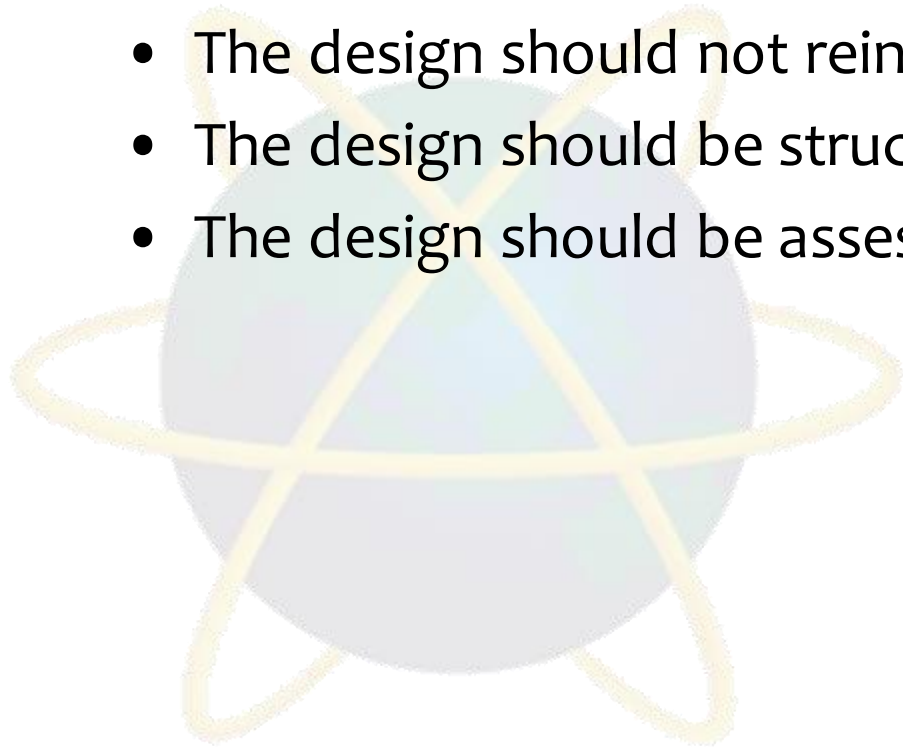 • The design should not rein
• The design should be struc
• The design should be asses